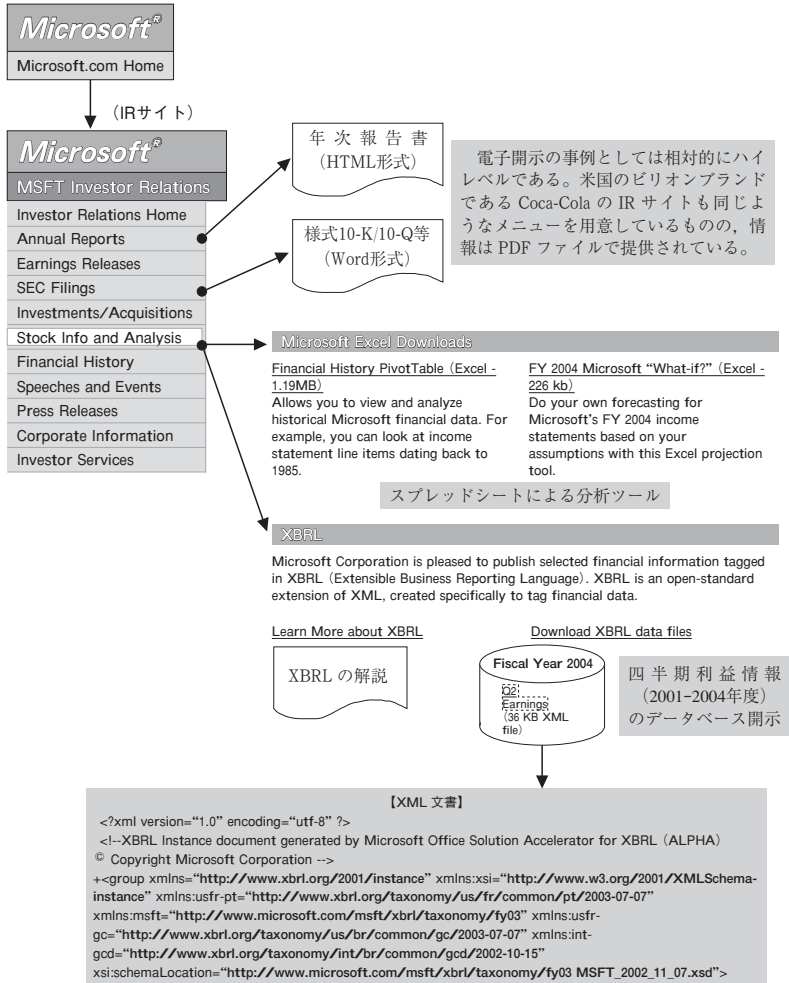 Microsoft®
Microsoft.com Home
（IRサイト）
Microsoft®
MSFT Investor Relations
Investor Relations Home
Annual Reports
Earnings Releases
SEC Filings
Investments/Acquisitions
Stock Info and Analysis
Financial History
Speeches and Events
Press Releases
Corporate Information
Investor Services
年次報告書
（HTML形式）
様式10-K/10-Q等
（Word形式）
電子開示の事例としては相対的にハイ
レベルである。米国のビリオンブランド
である Coca-Cola の IR サイトも同じよ
うなメニューを用意しているものの，情
報は PDF ファイルで提供されている。
Microsoft Excel Downloads
Financial History PivotTable（Excel -
1.19MB）
Allows you to view and analyze
historical Microsoft financial data. For
example, you can look at income
statement line items dating back to
1985.
FY 2004 Microsoft “What-if?”（Excel -
226 kb）
Do your own forecasting for
Microsoft's FY 2004 income
statements based on your
assumptions with this Excel projection
tool.
スプレッドシートによる分析ツール
XBRL
Microsoft Corporation is pleased to publish selected financial information tagged
in XBRL（Extensible Business Reporting Language）. XBRL is an open-standard
extension of XML, created specifically to tag financial data.
Learn More about XBRL
XBRL の解説
Download XBRL data files
Fiscal Year 2004
Q2
Earnings
（36 KB XML
file）
四半期利益情報
（2001-2004年度）
のデータベース開示
【XML 文書】
<?xml version=“1.0” encoding=“utf-8” ?>
<!--XBRL Instance document generated by Microsoft Office Solution Accelerator for XBRL（ALPHA）
© Copyright Microsoft Corporation -->
+<group xmlns=“http://www.xbrl.org/2001/instance” xmlns:xsi=“http://www.w3.org/2001/XMLSchema-
instance” xmlns:usfr-pt=“http://www.xbrl.org/taxonomy/us/fr/common/pt/2003-07-07”
xmlns:msft=“http://www.microsoft.com/msft/xbrl/taxonomy/fy03” xmlns:usfr-
gc=“http://www.xbrl.org/taxonomy/us/br/common/gc/2003-07-07” xmlns:int-
gcd=“http://www.xbrl.org/taxonomy/int/br/common/gcd/2002-10-15”
xsi:schemaLocation=“http://www.microsoft.com/msft/xbrl/taxonomy/fy03 MSFT_2002_11_07.xsd”>